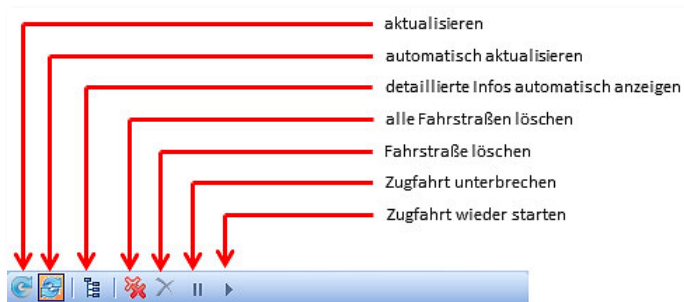 aktualisieren
automatisch aktualisieren
detaillierte Infos automatisch anzeigen
alle Fahrstraßen löschen
Fahrstraße löschen
Zugfahrt unterbrechen
Zugfahrt wieder starten